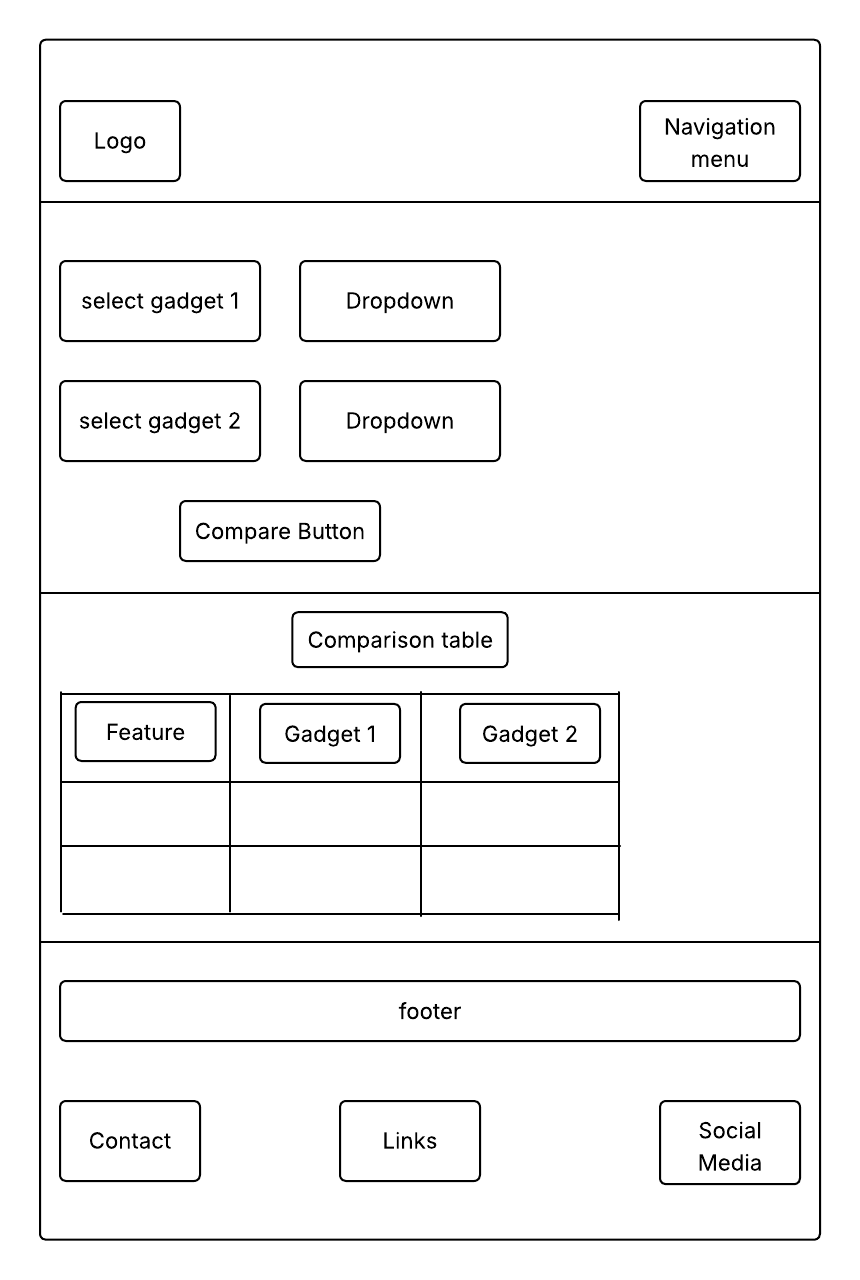 Logo
Navigation
menu
select gadget 1
Dropdown
select gadget 2
Dropdown
Compare Button
Comparison table
Feature
Gadget 1
Gadget 2
footer
Contact
Links
Social
Media